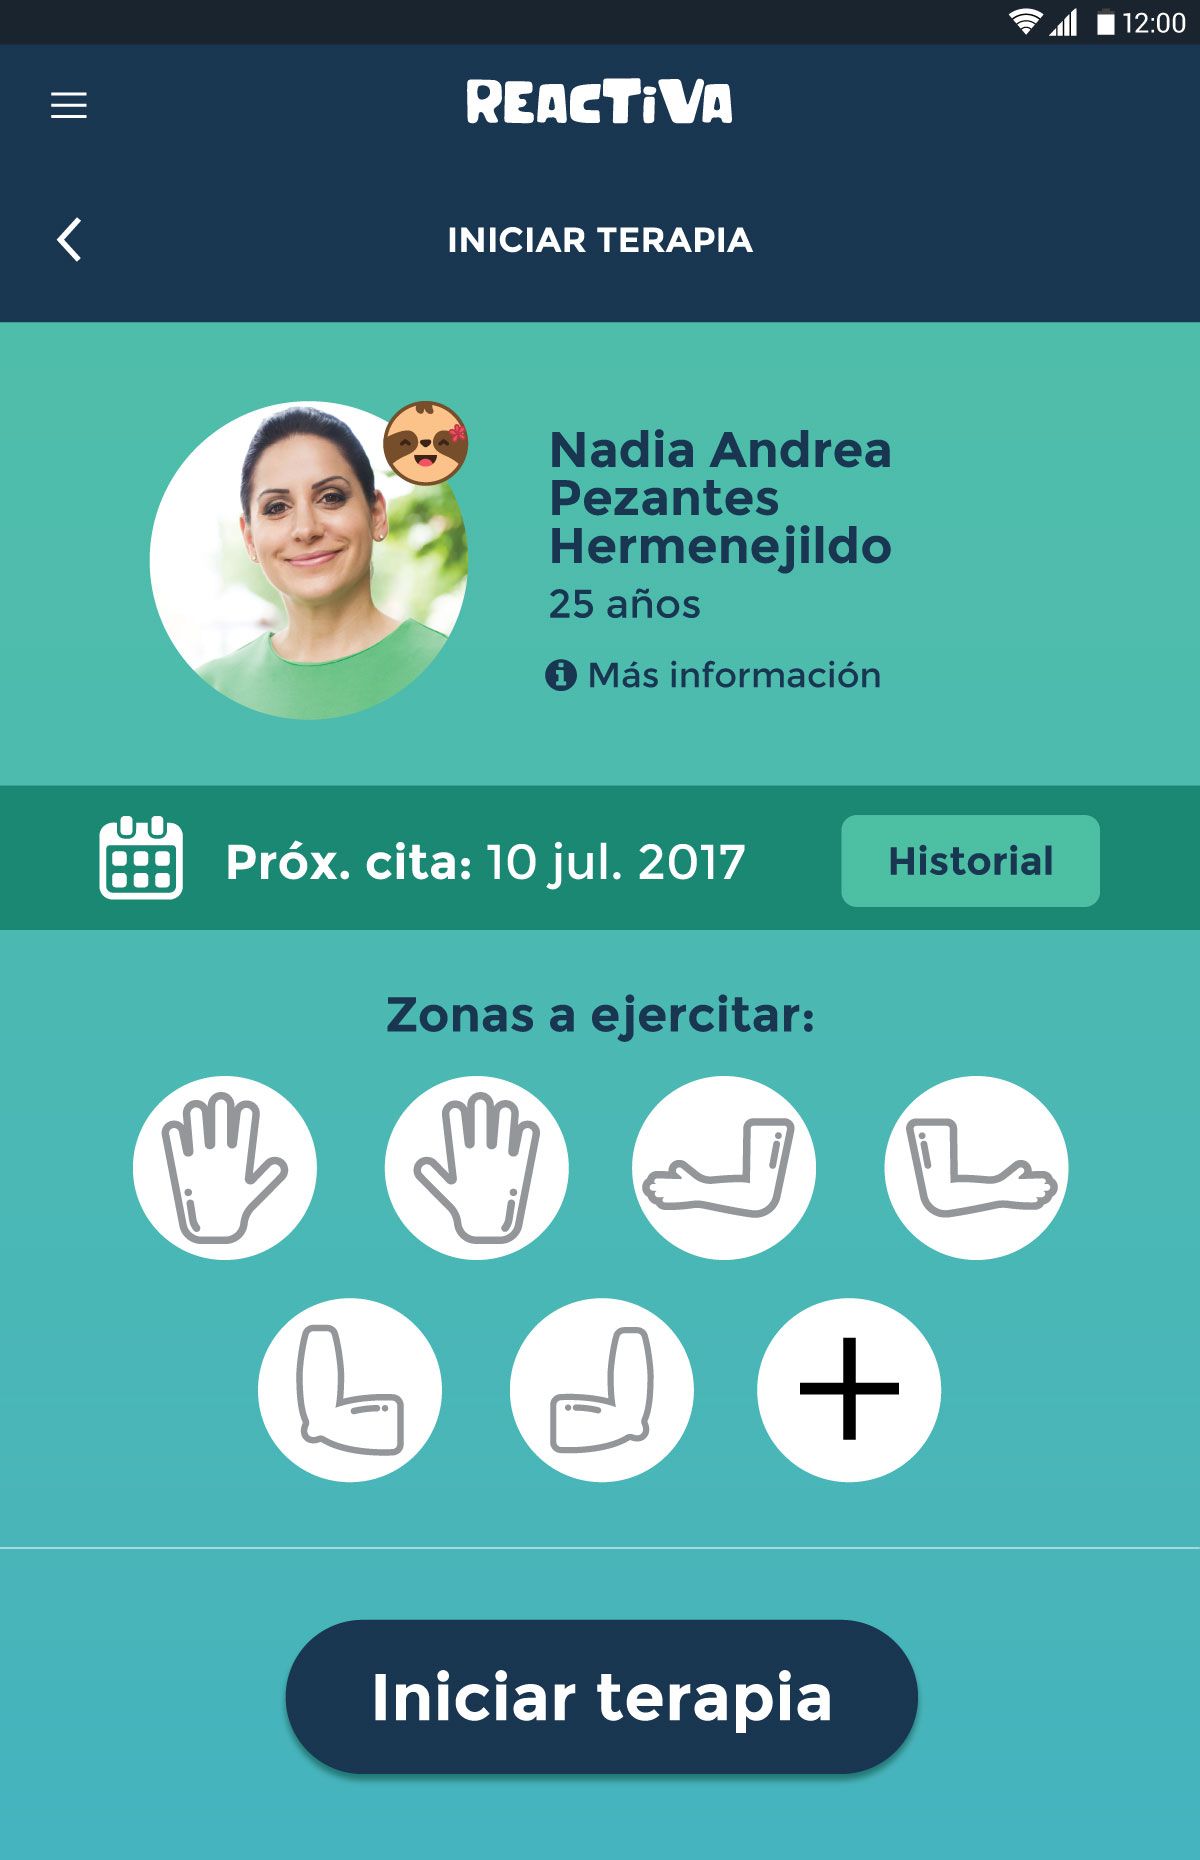 12:00
REACTiVA
INICIAR TERAPIA
Nadia Andrea
Pezantes
Hermenejildo
25 años
Más información
Próx. cita: 10 jul. 2017
Historial
Zonas a ejercitar:
Iniciar terapia